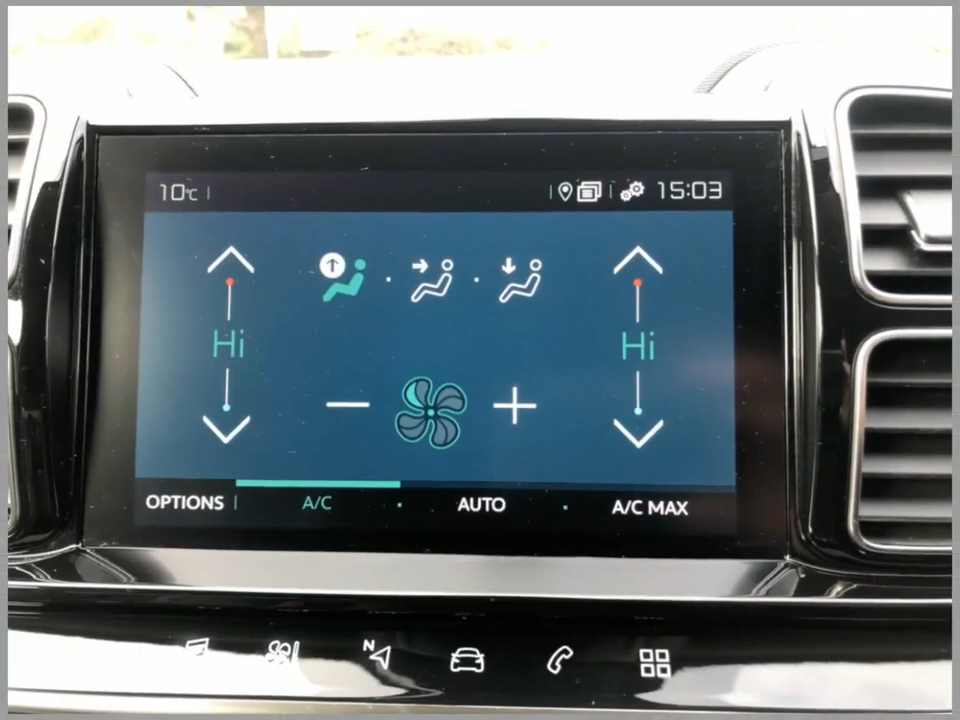 10°C
15:03
Hi
Hi
OPTIONS
A/C
AUTO
A/C MAX
N